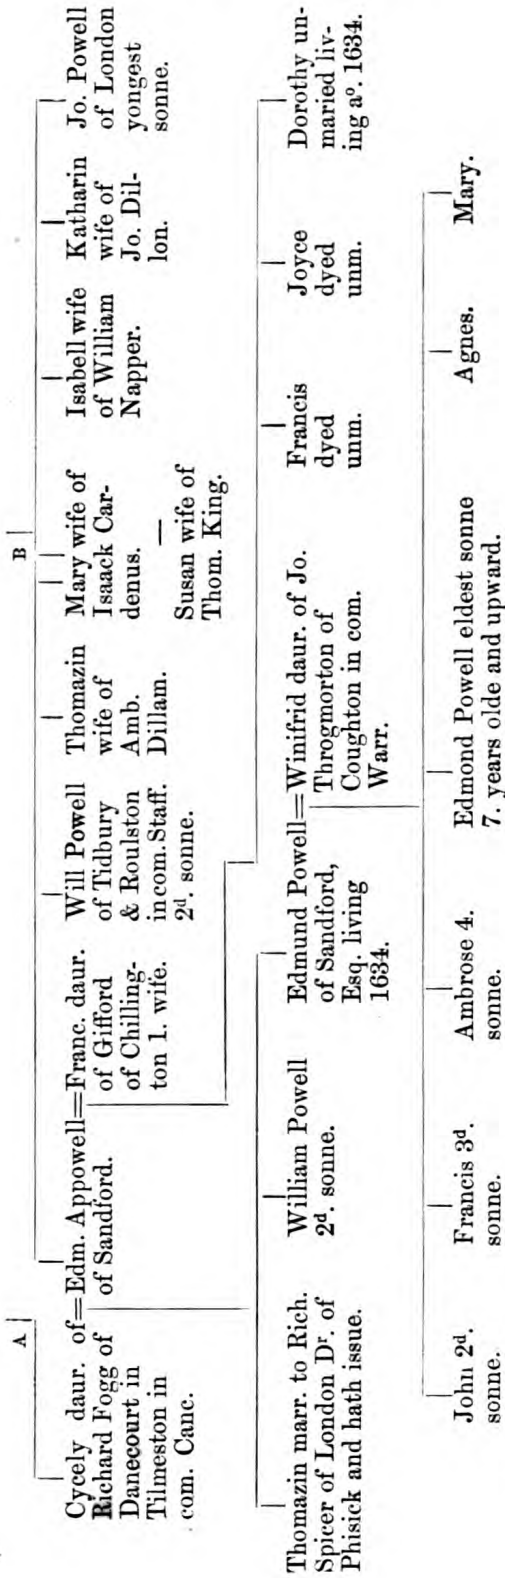 A
B
Cycely daur. of=Edm. Appowell=Franc. daur.
Richard Fogg of
Danecourt in
Tilmeston in
com. Canc.
of Sandford.
of Gifford
of Chilling-
ton 1. wife.
Will Powell
of Tidbury
& Roulston
in com. Staff.
2d. sonne.
Thomazin
wife of
Amb.
Dillam.
Mary wife of
Isaack Car-
denus.
Susan wife of
Thom. King.
Isabell wife
of William
Napper.
Katharin
wife of
Jo. Dil-
lon.
Jo. Powell
of London
yongest
sonne.
Thomazin marr. to Rich.
Spicer of London Dr. of
Phisick and hath issue.
William Powell
2d. sonne.
Edmund Powell=Winifrid daur. of Jo.
of Sandford,
Esq. living
1634.
Throgmorton of
Coughton in com.
Warr.
Francis
dyed
unm.
Joyce
dyed
unm.
Dorothy un-
maried liv-
ing ao. 1634.
John 2d.
sonne.
Francis 3d.
sonne.
Ambrose 4.
sonne.
Edmond Powell eldest sonne
7. years olde and upward.
Agnes.
Mary.